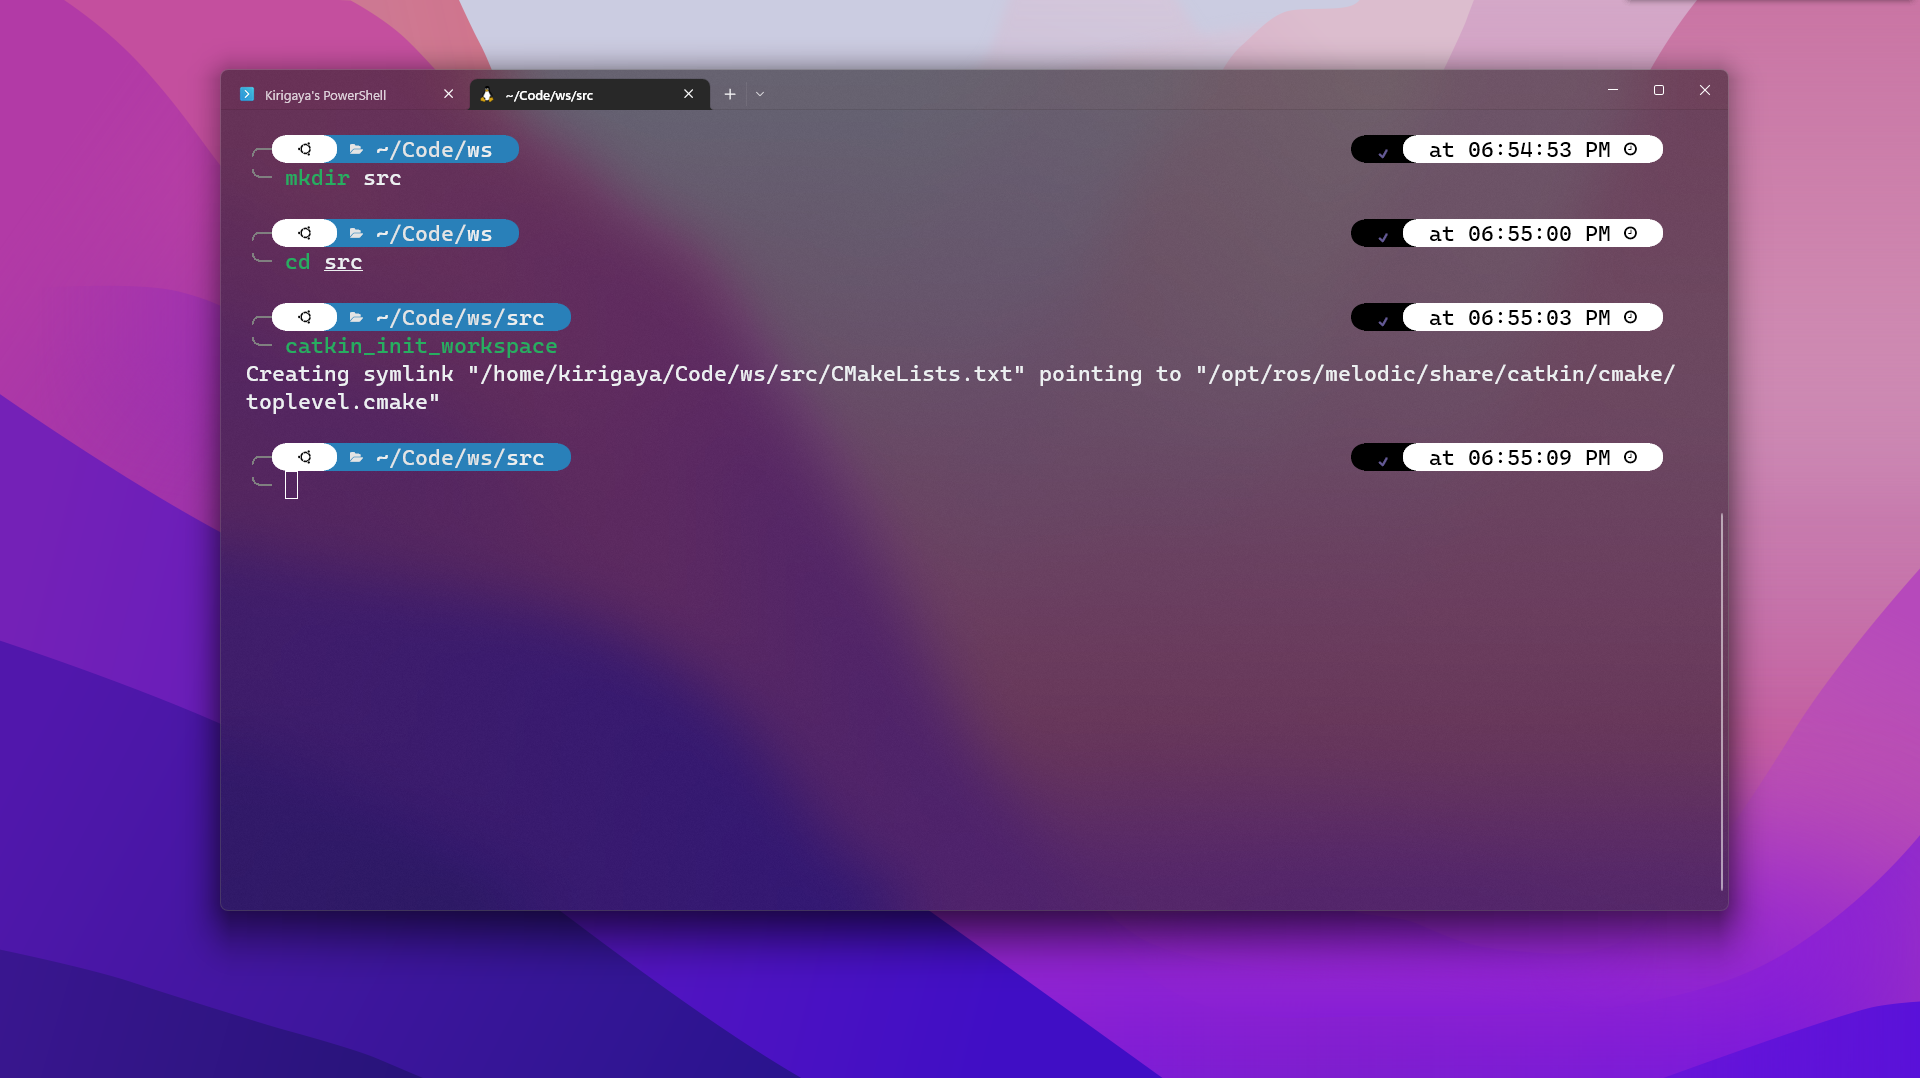 Kirigaya's PowerShell ~/Code/ws/src
~/Code/ws at 06:54:53 PM
mkdir src
~/Code/ws at 06:55:00 PM
cd src
~/Code/ws/src at 06:55:03 PM
catkin_init_workspace
Creating symlink "/home/kirigaya/Code/ws/src/CMakeLists.txt" pointing to "/opt/ros/melodic/share/catkin/cmake/
toplevel.cmake"
~/Code/ws/src at 06:55:09 PM